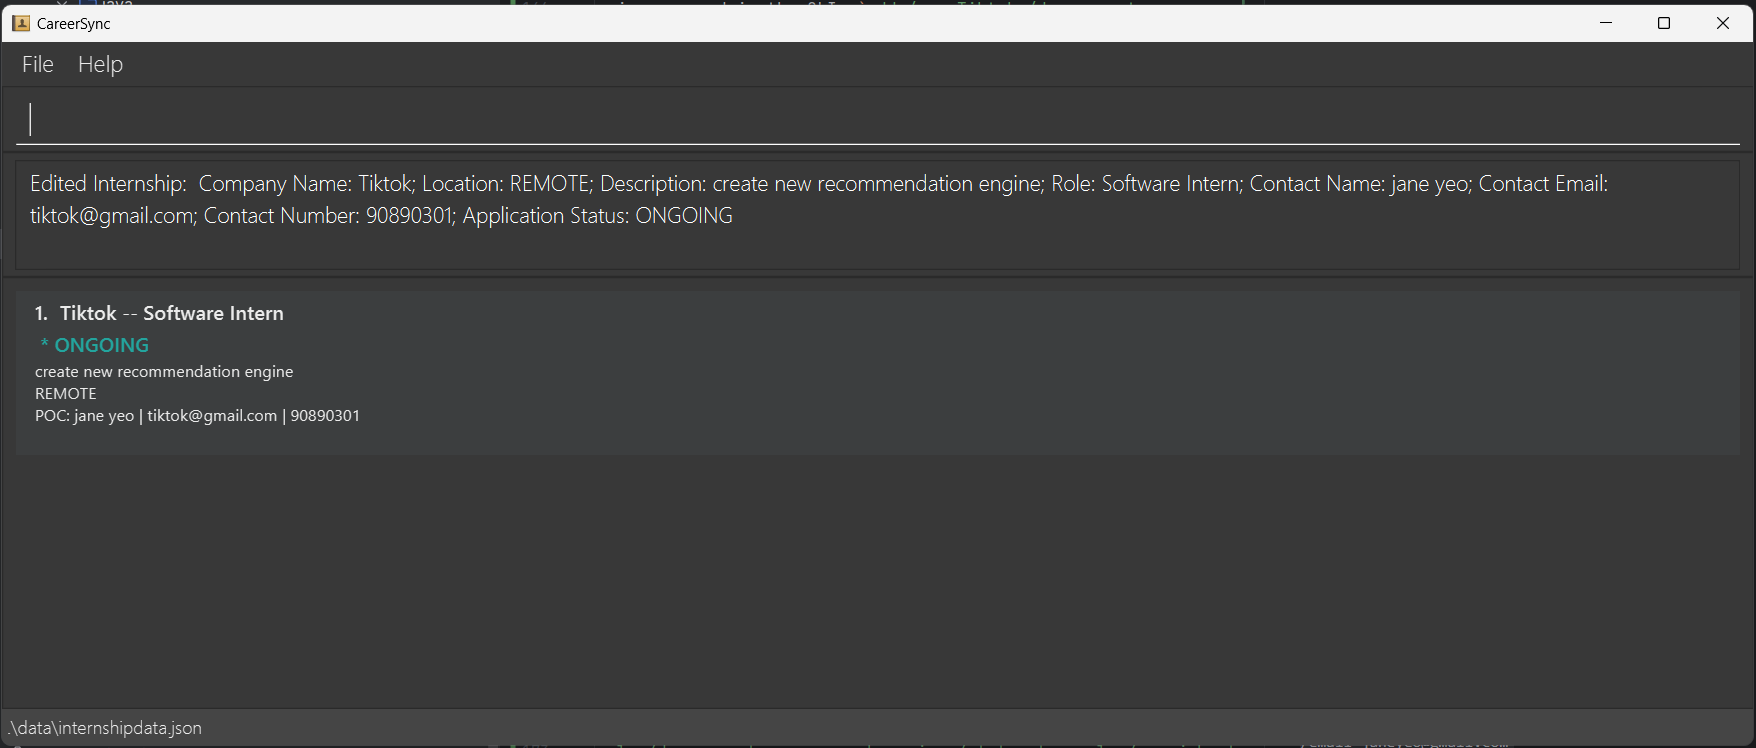 CareerSync
File Help
Edited Internship:  Company Name: Tiktok; Location: REMOTE; Description: create new recommendation engine; Role: Software Intern; Contact Name: jane yeo; Contact Email:
tiktok@gmail.com; Contact Number: 90890301; Application Status: ONGOING
1. Tiktok -- Software Intern
* ONGOING
create new recommendation engine
REMOTE
POC: jane yeo | tiktok@gmail.com | 90890301
.\data\internshipdata.json